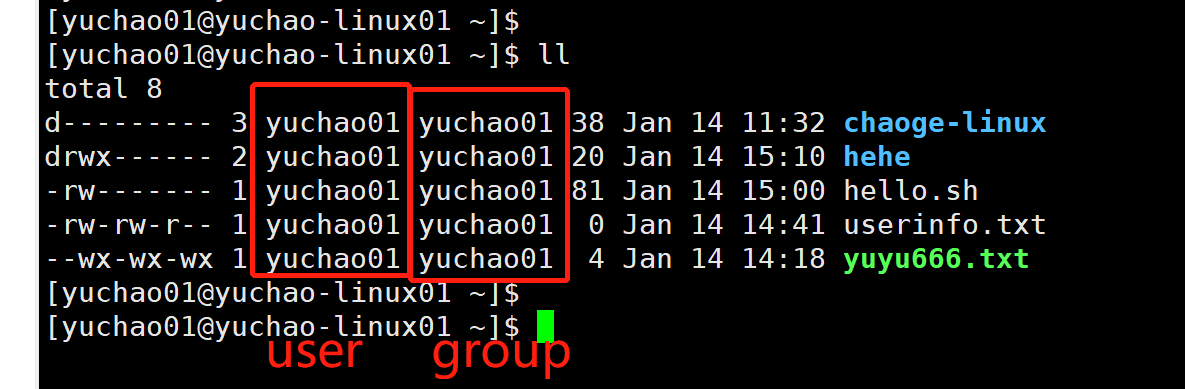 [yuchao01@yuchao-linux01 ~]$
[yuchao01@yuchao-linux01 ~]$ ll
total 8
d--------- 3 yuchao01 yuchao01 38 Jan 14 11:32 chaoge-linux
drwx------ 2 yuchao01 yuchao01 20 Jan 14 15:10 hehe
-rw------- 1 yuchao01 yuchao01 81 Jan 14 15:00 hello.sh
-rw-rw-r-- 1 yuchao01 yuchao01  0 Jan 14 14:41 userinfo.txt
--wx-wx-wx 1 yuchao01 yuchao01  4 Jan 14 14:18 yuyu666.txt
[yuchao01@yuchao-linux01 ~]$
[yuchao01@yuchao-linux01 ~]$
user group